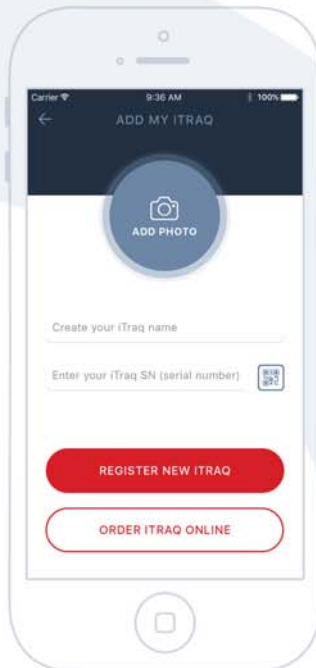 Carrier 9:36 AM 100%
ADD MY ITRAQ
ADD PHOTO
Create your iTraq name
Enter your iTraq SN (serial number)
REGISTER NEW ITRAQ
ORDER ITRAQ ONLINE